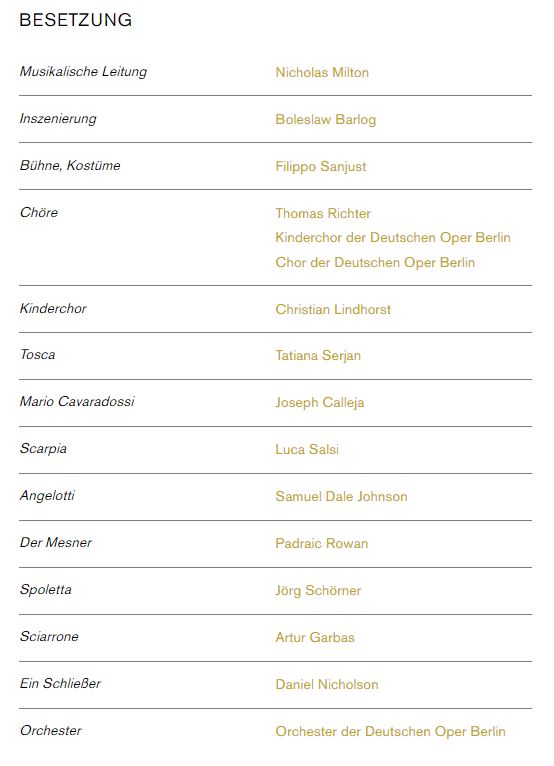 BESETZUNG
Musikalische Leitung Nicholas Milton
Inszenierung Boleslaw Barlog
Bühne, Kostüme Filippo Sanjust
Chöre Thomas Richter
Kinderchor der Deutschen Oper Berlin
Chor der Deutschen Oper Berlin
Kinderchor Christian Lindhorst
Tosca Tatiana Serjan
Mario Cavaradossi Joseph Calleja
Scarpia Luca Salsi
Angelotti Samuel Dale Johnson
Der Mesner Padraic Rowan
Spoletta Jörg Schörner
Sciarrone Artur Garbas
Ein Schließer Daniel Nicholson
Orchester Orchester der Deutschen Oper Berlin